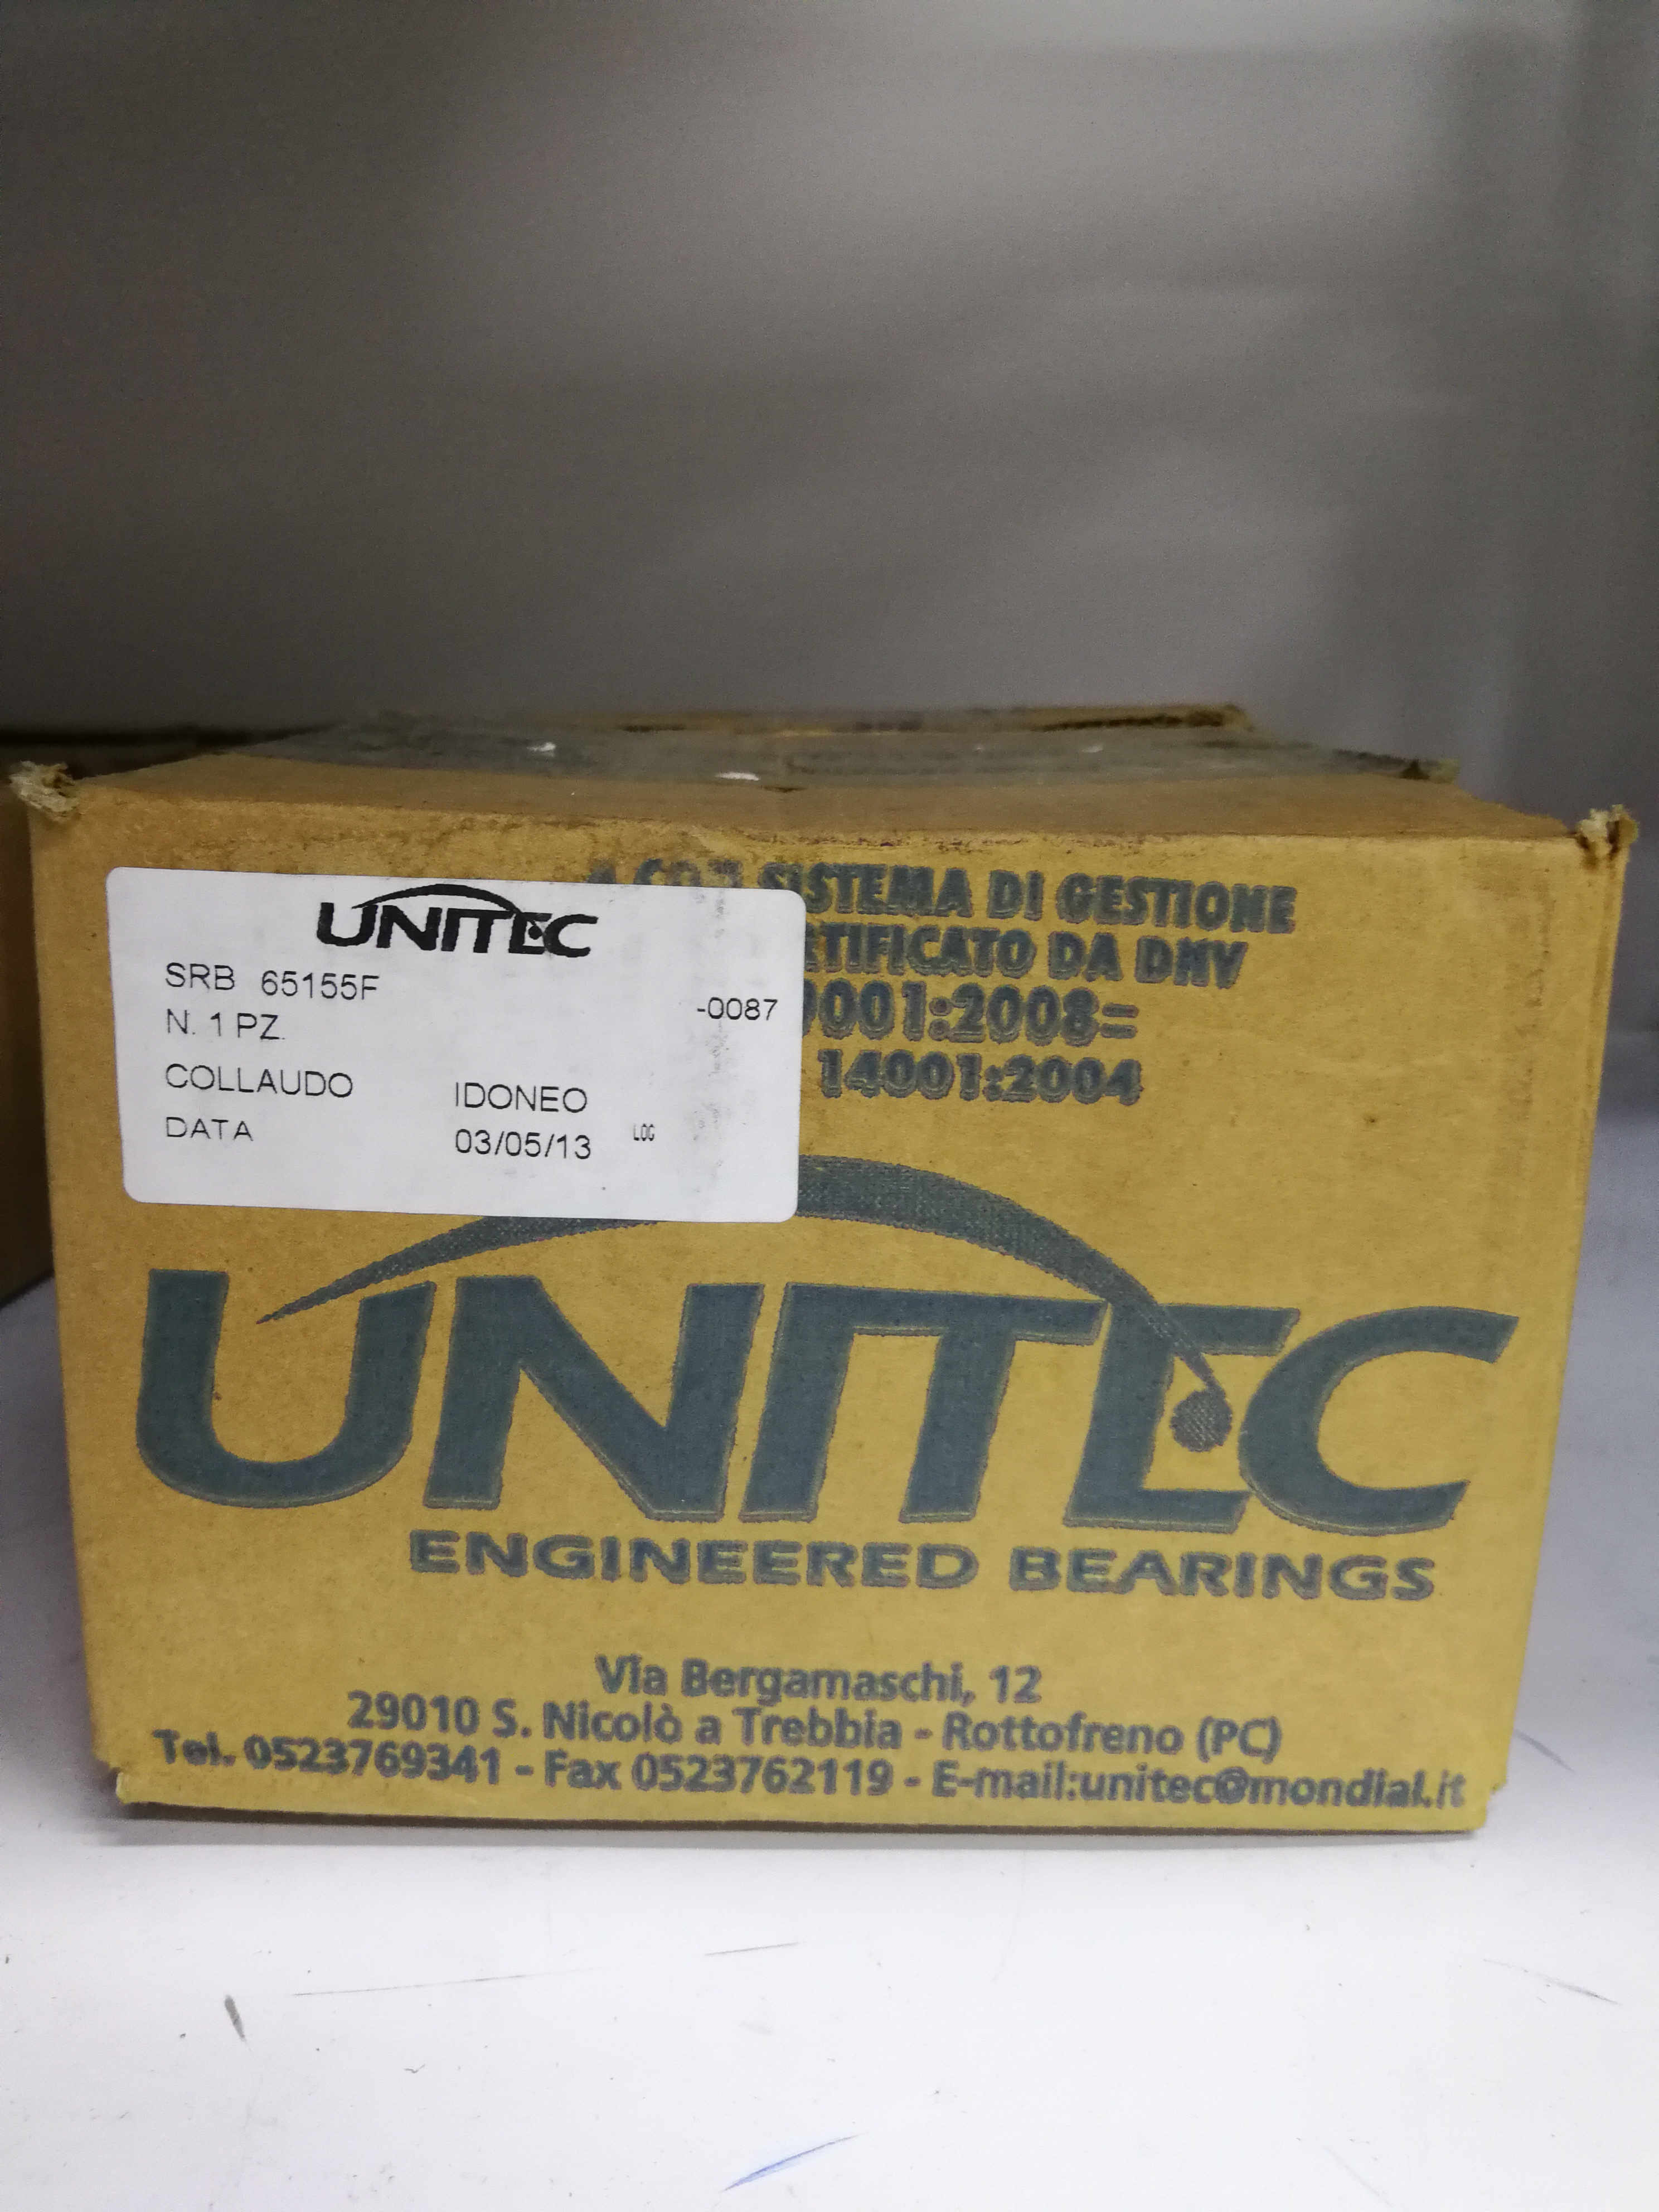 UNITEC
SRB 65155F
-0087
N. 1 PZ.
COLLAUDO IDONEO
DATA 03/05/13 LOG
SISTEMA DI GESTIONE
DA DNV
001:2008=
14001:2004
UNITEC
ENGINEERED BEARINGS
Via Bergamaschi, 12
29010 S. Nicolò a Trebbia - Rottofreno (PC)
Tel. 0523769341 - Fax 0523762119 - E-mail:unitec@mondial.it